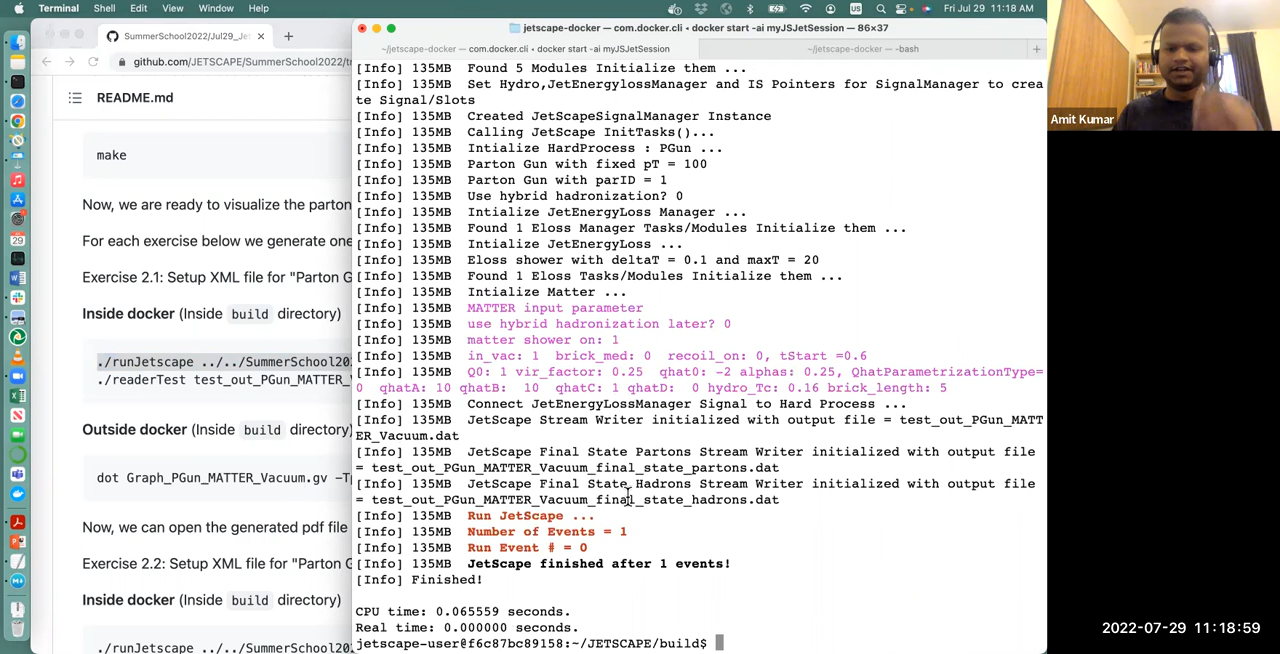 Terminal Shell Edit View Window Help
US Fri Jul 29 11:18 AM
SummerSchool2022/Jul29_Je
github.com/JETSCAPE/SummerSchool2022/tr
README.md
make
Now, we are ready to visualize the parton
For each exercise below we generate one
Exercise 2.1: Setup XML file for "Parton G
Inside docker (Inside build directory)
./runJetscape ../../SummerSchool202
./readerTest test_out_PGun_MATTER_
Outside docker (Inside build directory)
dot Graph_PGun_MATTER_Vacuum.gv -Tp
Now, we can open the generated pdf file
Exercise 2.2: Setup XML file for "Parton G
Inside docker (Inside build directory)
./runJetscape ../../SummerSchool202
jetscape-docker — com.docker.cli • docker start -ai myJSJetSession — 86×37
~/jetscape-docker — com.docker.cli • docker start -ai myJSJetSession
~/jetscape-docker — -bash
[Info] 135MB Found 5 Modules Initialize them ...
[Info] 135MB Set Hydro,JetEnergylossManager and IS Pointers for SignalManager to crea
te Signal/Slots
[Info] 135MB Created JetScapeSignalManager Instance
[Info] 135MB Calling JetScape InitTasks()...
[Info] 135MB Intialize HardProcess : PGun ...
[Info] 135MB Parton Gun with fixed pT = 100
[Info] 135MB Parton Gun with parID = 1
[Info] 135MB Use hybrid hadronization? 0
[Info] 135MB Intialize JetEnergyLoss Manager ...
[Info] 135MB Found 1 Eloss Manager Tasks/Modules Initialize them ...
[Info] 135MB Intialize JetEnergyLoss ...
[Info] 135MB Eloss shower with deltaT = 0.1 and maxT = 20
[Info] 135MB Found 1 Eloss Tasks/Modules Initialize them ...
[Info] 135MB Intialize Matter ...
[Info] 135MB MATTER input parameter
[Info] 135MB use hybrid hadronization later? 0
[Info] 135MB matter shower on: 1
[Info] 135MB in_vac: 1 brick_med: 0 recoil_on: 0, tStart =0.6
[Info] 135MB Q0: 1 vir_factor: 0.25 qhat0: -2 alphas: 0.25, QhatParametrizationType=
0 qhatA: 10 qhatB: 10 qhatC: 1 qhatD: 0 hydro_Tc: 0.16 brick_length: 5
[Info] 135MB Connect JetEnergyLossManager Signal to Hard Process ...
[Info] 135MB JetScape Stream Writer initialized with output file = test_out_PGun_MATT
ER_Vacuum.dat
[Info] 135MB JetScape Final State Partons Stream Writer initialized with output file
= test_out_PGun_MATTER_Vacuum_final_state_partons.dat
[Info] 135MB JetScape Final State Hadrons Stream Writer initialized with output file
= test_out_PGun_MATTER_Vacuum_final_state_hadrons.dat
[Info] 135MB Run JetScape ...
[Info] 135MB Number of Events = 1
[Info] 135MB Run Event # = 0
[Info] 135MB JetScape finished after 1 events!
[Info] Finished!
CPU time: 0.065559 seconds.
Real time: 0.000000 seconds.
jetscape-user@f6c87bc89158:~/JETSCAPE/build$
Amit Kumar
2022-07-29 11:18:59